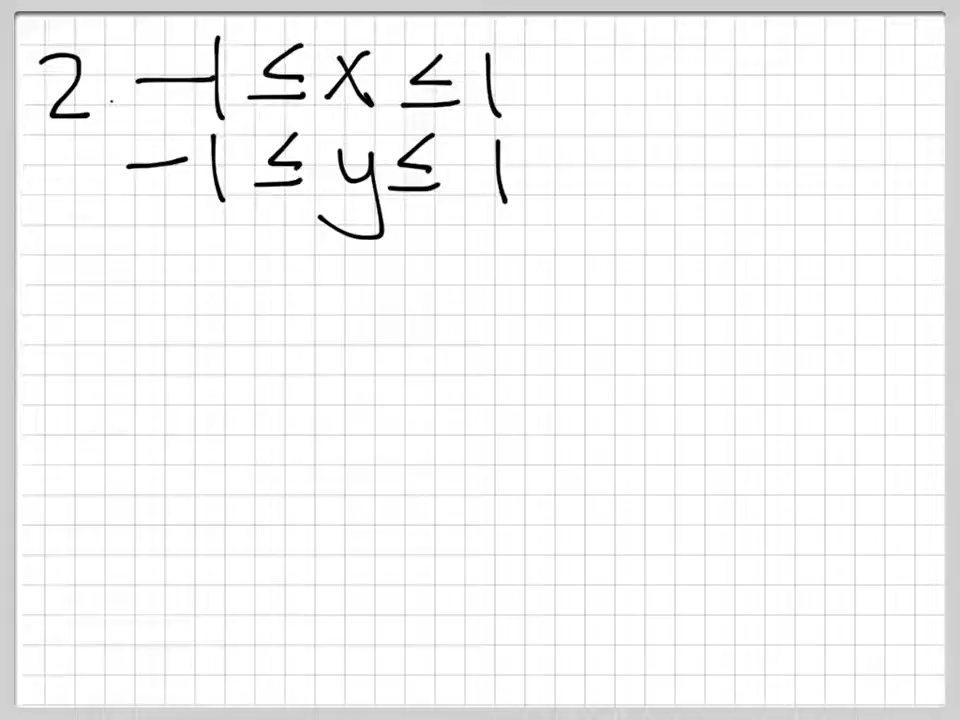 2. -1 ≤ x ≤ 1
-1 ≤ y ≤ 1